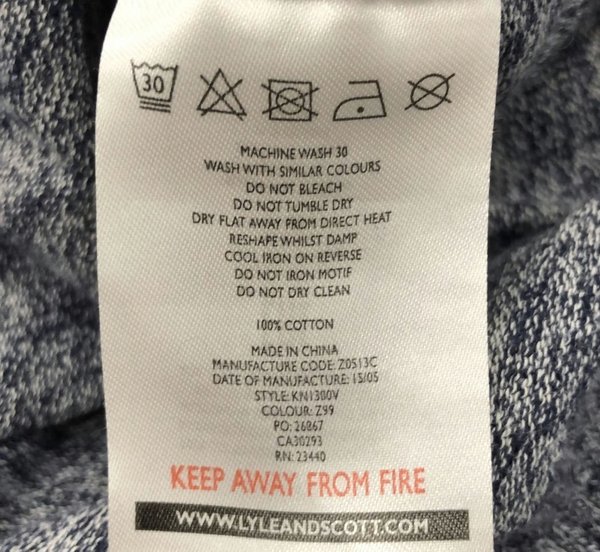 30
MACHINE WASH 30
WASH WITH SIMILAR COLOURS
DO NOT BLEACH
DO NOT TUMBLE DRY
DRY FLAT AWAY FROM DIRECT HEAT
RESHAPE WHILST DAMP
COOL IRON ON REVERSE
DO NOT IRON MOTIF
DO NOT DRY CLEAN
100% COTTON
MADE IN CHINA
MANUFACTURE CODE: Z0513C
DATE OF MANUFACTURE: 15/05
STYLE: KN1300V
COLOUR: Z99
PO: 26867
CA30293
RN: 23440
KEEP AWAY FROM FIRE
WWW.LYLEANDSCOTT.COM